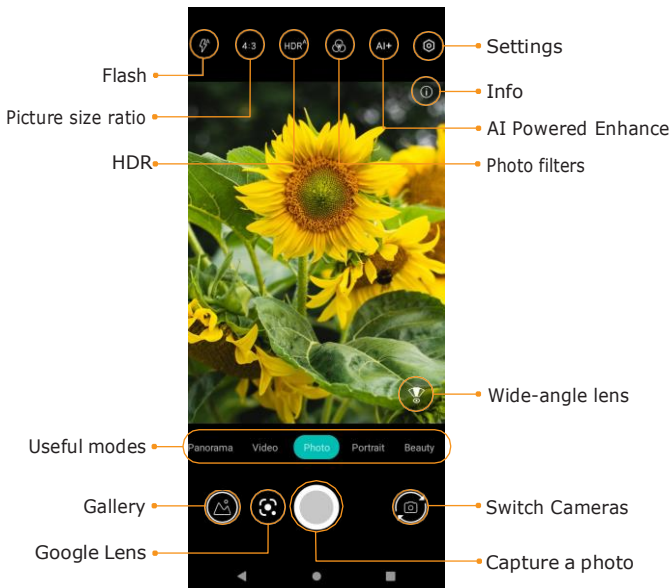 4:3
HDRA
AI+
Settings
Flash
Info
Picture size ratio
AI Powered Enhance
HDR
Photo filters
Wide-angle lens
Useful modes
Panorama Video Photo Portrait Beauty
Gallery
Switch Cameras
Google Lens
Capture a photo